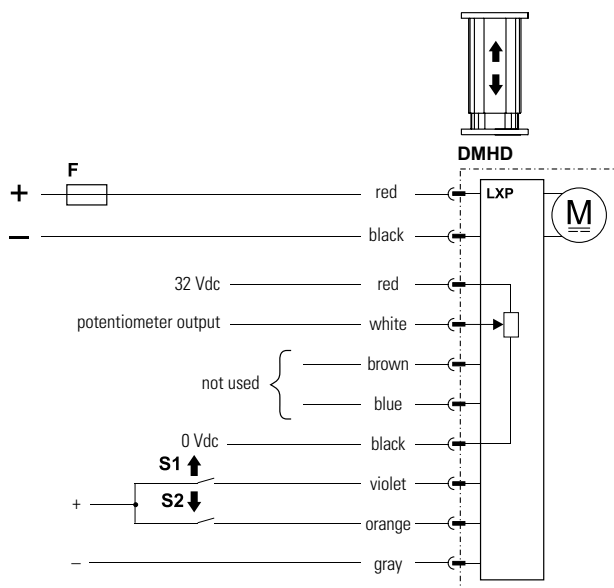 DMHD
F
+ red LXP
M
− black
32 Vdc red
potentiometer output white
brown
not used
blue
0 Vdc black
S1
violet
+ S2
orange
− gray